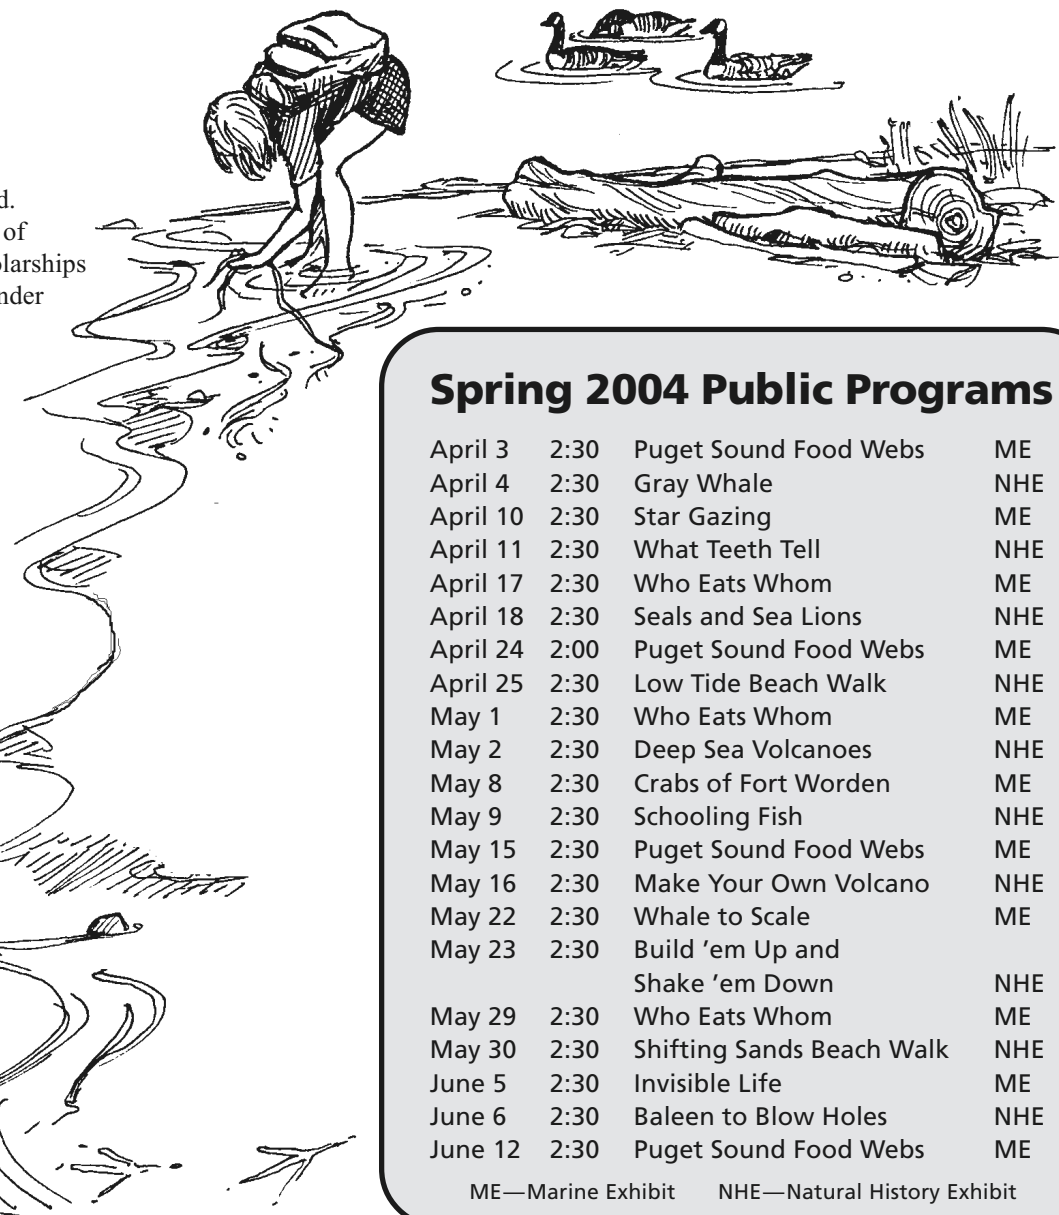 d.
of
olarships
nder
Spring 2004 Public Programs
April 3 2:30 Puget Sound Food Webs ME
April 4 2:30 Gray Whale NHE
April 10 2:30 Star Gazing ME
April 11 2:30 What Teeth Tell NHE
April 17 2:30 Who Eats Whom ME
April 18 2:30 Seals and Sea Lions NHE
April 24 2:00 Puget Sound Food Webs ME
April 25 2:30 Low Tide Beach Walk NHE
May 1 2:30 Who Eats Whom ME
May 2 2:30 Deep Sea Volcanoes NHE
May 8 2:30 Crabs of Fort Worden ME
May 9 2:30 Schooling Fish NHE
May 15 2:30 Puget Sound Food Webs ME
May 16 2:30 Make Your Own Volcano NHE
May 22 2:30 Whale to Scale ME
May 23 2:30 Build ’em Up and
Shake ’em Down NHE
May 29 2:30 Who Eats Whom ME
May 30 2:30 Shifting Sands Beach Walk NHE
June 5 2:30 Invisible Life ME
June 6 2:30 Baleen to Blow Holes NHE
June 12 2:30 Puget Sound Food Webs ME
ME—Marine Exhibit NHE—Natural History Exhibit